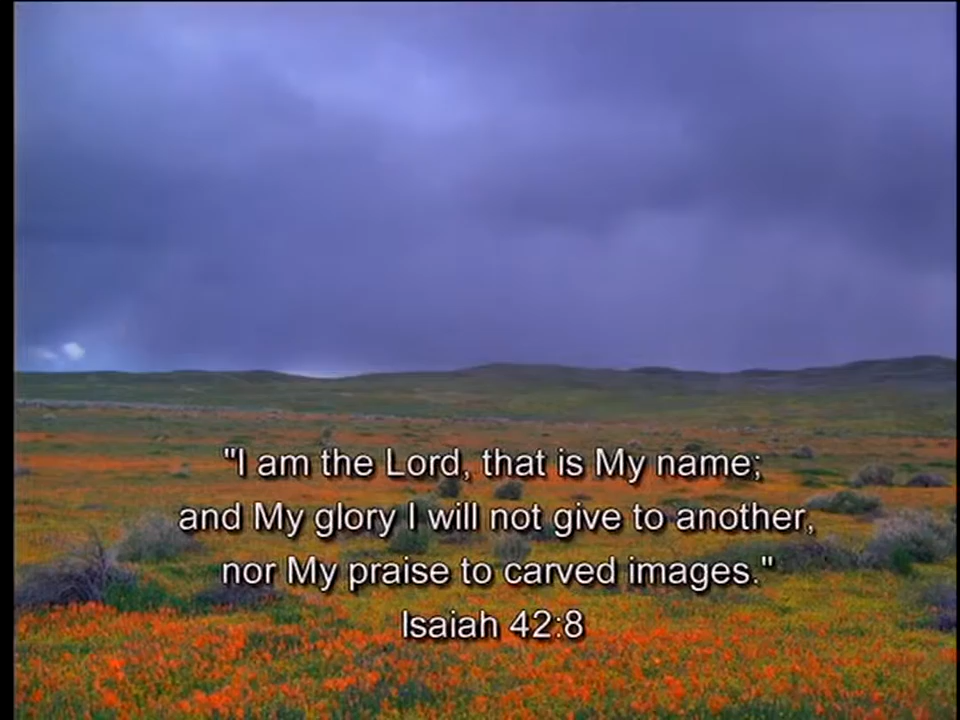 "I am the Lord, that is My name;
and My glory I will not give to another,
nor My praise to carved images."
Isaiah 42:8